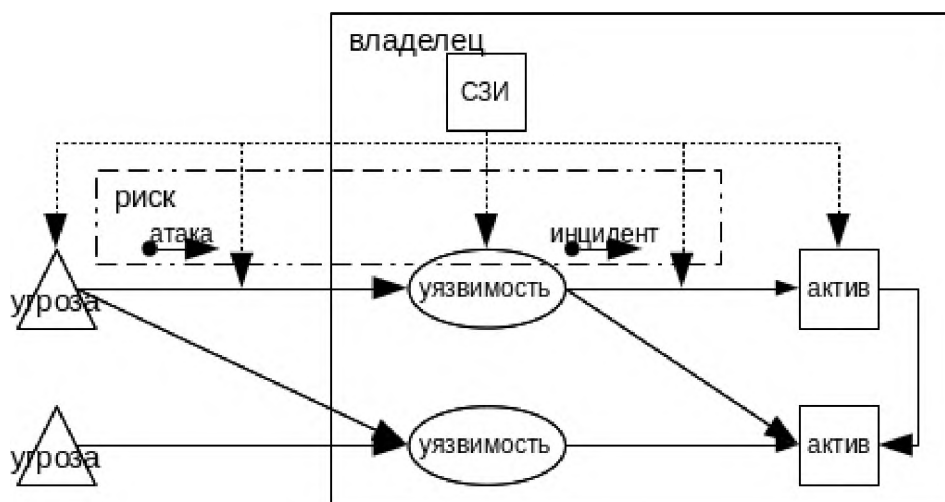 владелец
СЗИ
риск
атака
инцидент
угроза
уязвимость
актив
угроза
уязвимость
актив